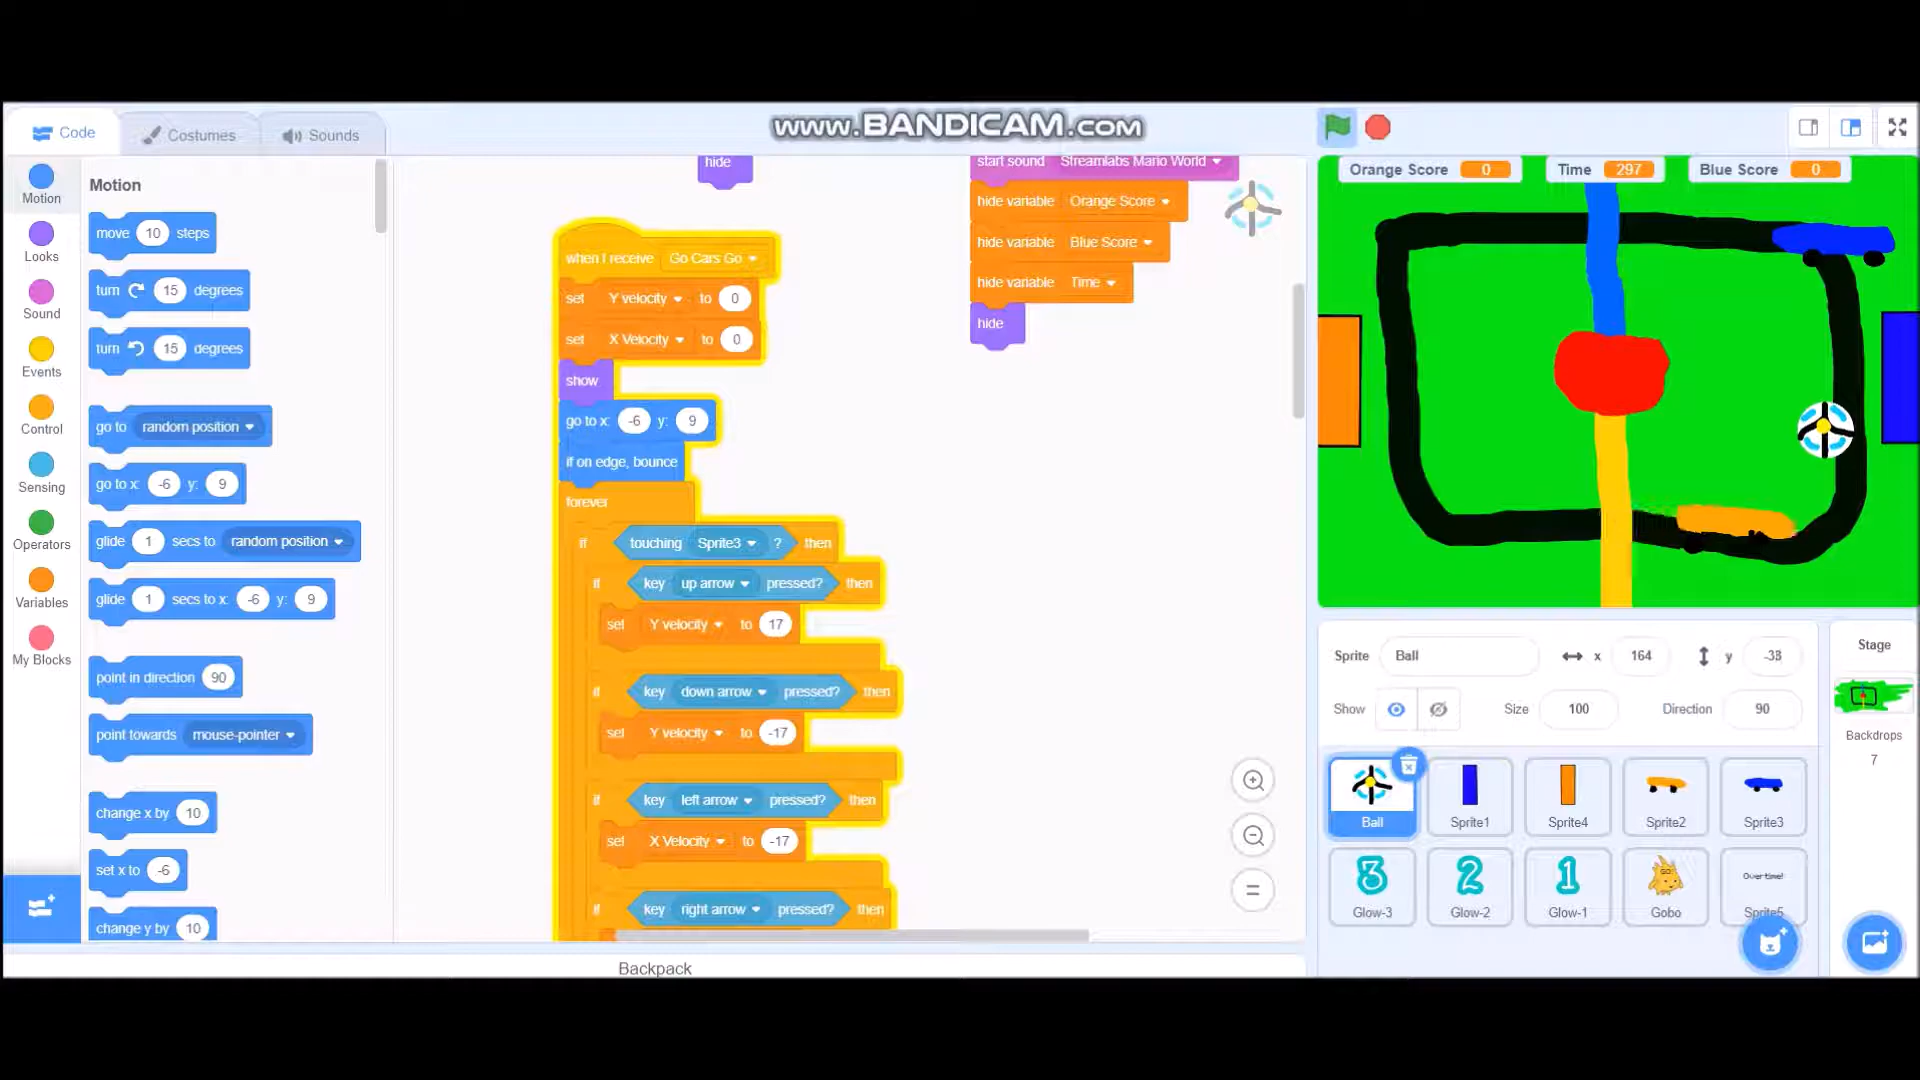 www.BANDICAM.com
Code
Costumes
Sounds
Motion
Looks
Sound
Events
Control
Sensing
Operators
Variables
My Blocks
Motion
move 10 steps
turn 15 degrees
turn 15 degrees
go to random position
go to x: -6 y: 9
glide 1 secs to random position
glide 1 secs to x: -6 y: 9
point in direction 90
point towards mouse-pointer
change x by 10
set x to -6
change y by 10
hide
when I receive Go Cars Go
set Y velocity to 0
set X Velocity to 0
show
go to x: -6 y: 9
if on edge, bounce
forever
if touching Sprite3 ? then
if key up arrow pressed? then
set Y velocity to 17
if key down arrow pressed? then
set Y velocity to -17
if key left arrow pressed? then
set X Velocity to -17
if key right arrow pressed? then
start sound Streamlabs Mario World
hide variable Orange Score
hide variable Blue Score
hide variable Time
hide
Backpack
Orange Score 0
Time 297
Blue Score 0
Sprite Ball x 164 y -38
Show Size 100 Direction 90
Ball
Sprite1
Sprite4
Sprite2
Sprite3
3
2
1
Overtime!
Glow-3
Glow-2
Glow-1
Gobo
Sprite5
Stage
Backdrops
7